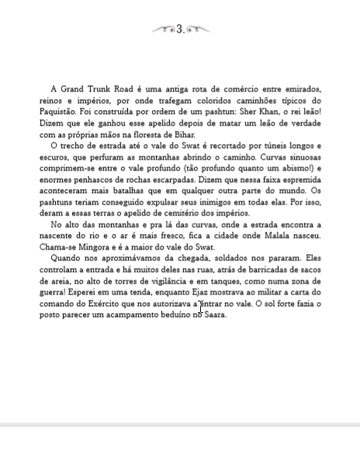 3.
A Grand Trunk Road é uma antiga rota de comércio entre emirados,
reinos e impérios, por onde trafegam coloridos caminhões típicos do
Paquistão. Foi construída por ordem de um pashtun: Sher Khan, o rei leão!
Dizem que ele ganhou esse apelido depois de matar um leão de verdade
com as próprias mãos na floresta de Bihar.
O trecho de estrada até o vale do Swat é recortado por túneis longos e
escuros, que perfuram as montanhas abrindo o caminho. Curvas sinuosas
comprimem-se entre o vale profundo (tão profundo quanto um abismo!) e
enormes penhascos de rochas escarpadas. Dizem que nessa faixa espremida
aconteceram mais batalhas que em qualquer outra parte do mundo. Os
pashtuns teriam conseguido expulsar seus inimigos em todas elas. Por isso,
deram a essas terras o apelido de cemitério dos impérios.
No alto das montanhas e pra lá das curvas, onde a estrada encontra a
nascente do rio e o ar é mais fresco, fica a cidade onde Malala nasceu.
Chama-se Mingora e é a maior do vale do Swat.
Quando nos aproximávamos da chegada, soldados nos pararam. Eles
controlam a entrada e há muitos deles nas ruas, atrás de barricadas de sacos
de areia, no alto de torres de vigilância e em tanques, como numa zona de
guerra! Esperei em uma tenda, enquanto Ejaz mostrava ao militar a carta do
comando do Exército que nos autorizava a entrar no vale. O sol forte fazia o
posto parecer um acampamento beduíno no Saara.